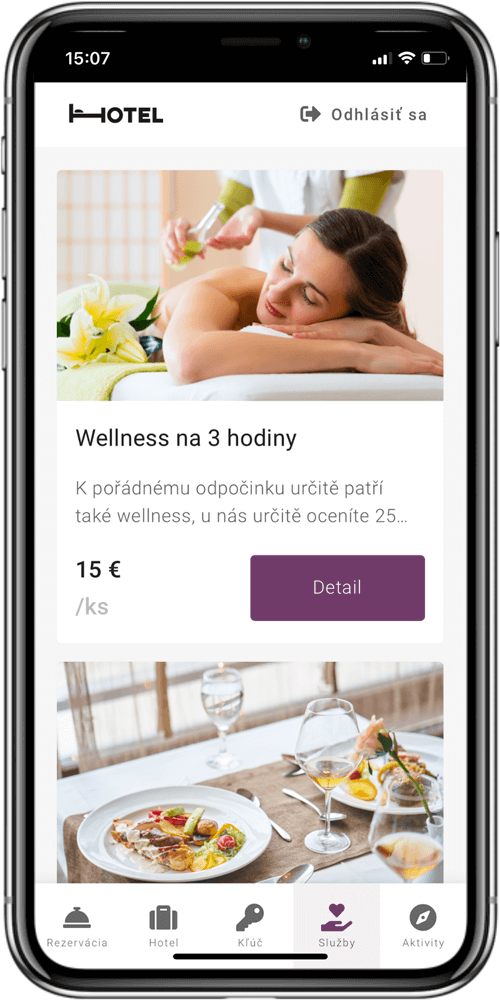 15:07
HOTEL
Odhlásiť sa
Wellness na 3 hodiny
K pořádnému odpočinku určitě patří
také wellness, u nás určitě oceníte 25…
15 €
/ks
Detail
Rezervácia
Hotel
Kľúč
Služby
Aktivity